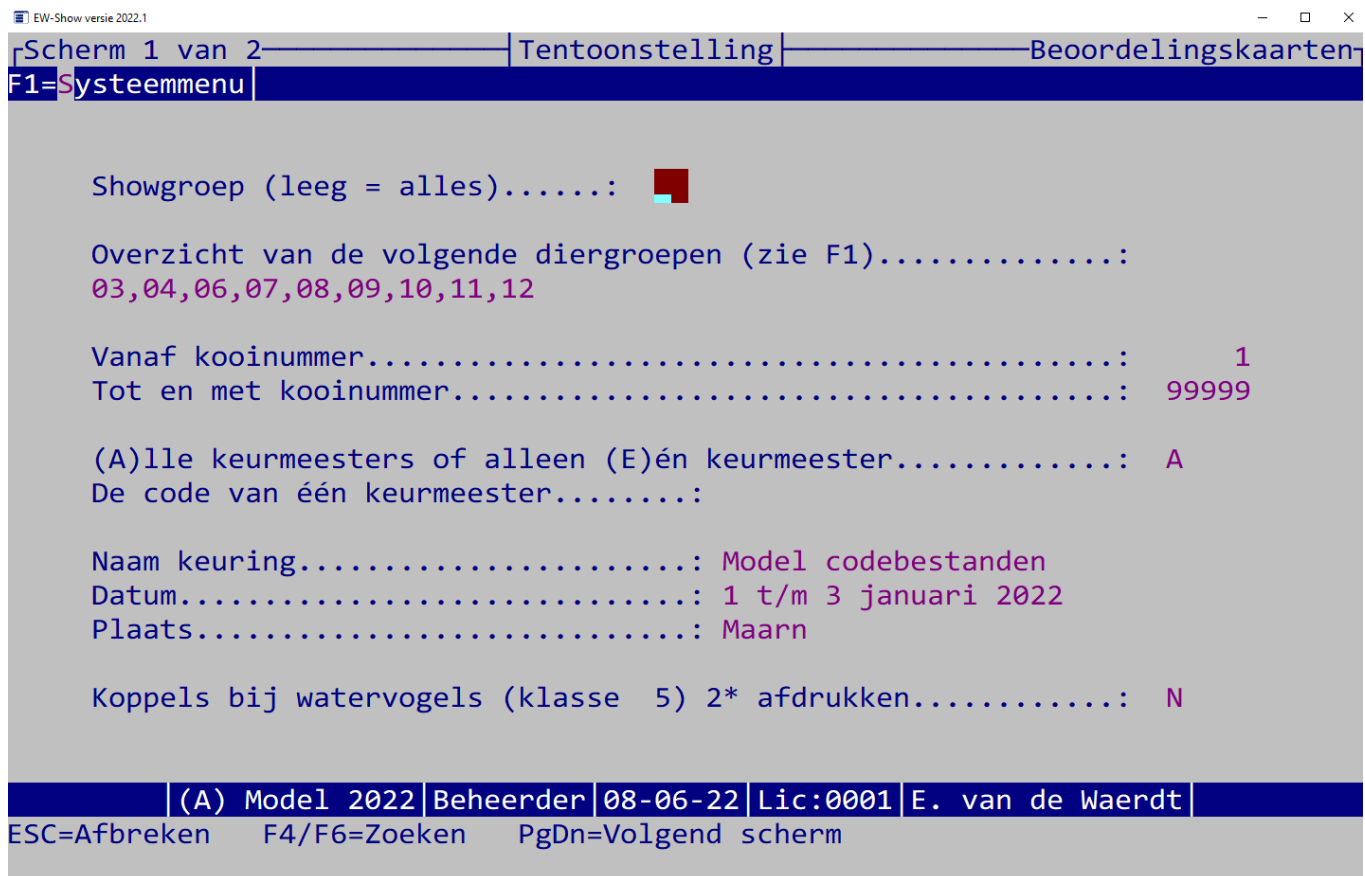 EW-Show versie 2022.1
Scherm 1 van 2 Tentoonstelling Beoordelingskaarten
F1=Systeemmenu
Showgroep (leeg = alles)......:
Overzicht van de volgende diergroepen (zie F1)..............:
03,04,06,07,08,09,10,11,12
Vanaf kooinummer............................................: 1
Tot en met kooinummer.......................................: 99999
(A)lle keurmeesters of alleen (E)én keurmeester.............: A
De code van één keurmeester........:
Naam keuring.......................: Model codebestanden
Datum..............................: 1 t/m 3 januari 2022
Plaats.............................: Maarn
Koppels bij watervogels (klasse  5) 2* afdrukken............: N
(A) Model 2022|Beheerder|08-06-22|Lic:0001|E. van de Waerdt
ESC=Afbreken F4/F6=Zoeken PgDn=Volgend scherm